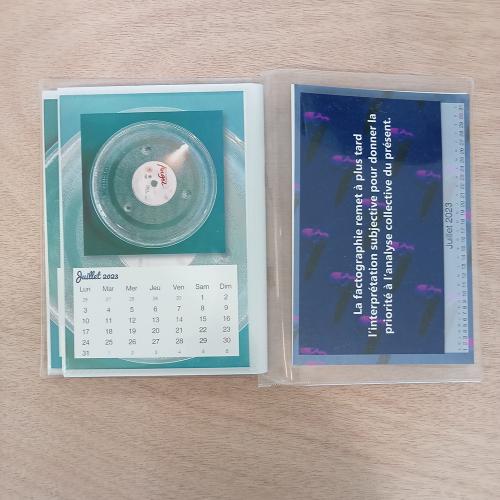 Juillet 2023
Lun Mar Mer Jeu Ven Sam Dim
26 27 28 29 30 1 2
3 4 5 6 7 8 9
10 11 12 13 14 15 16
17 18 19 20 21 22 23
24 25 26 27 28 29 30
31 1 2 3 4 5 6
La factographie remet à plus tard
l'interprétation subjective pour donner la
priorité à l'analyse collective du présent.
Juillet 2023